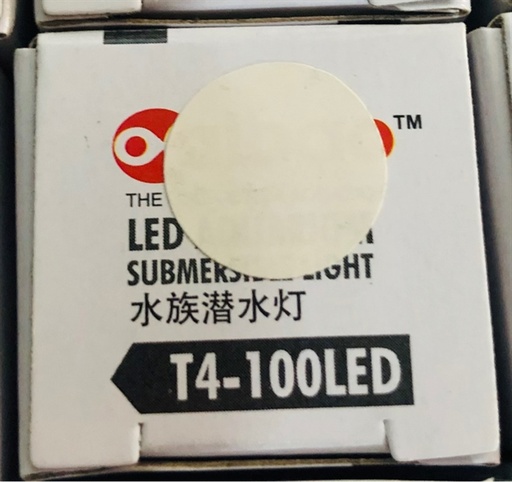 TM
THE
LED
SUBMERSIBLE LIGHT
水族潜水灯
T4-100LED